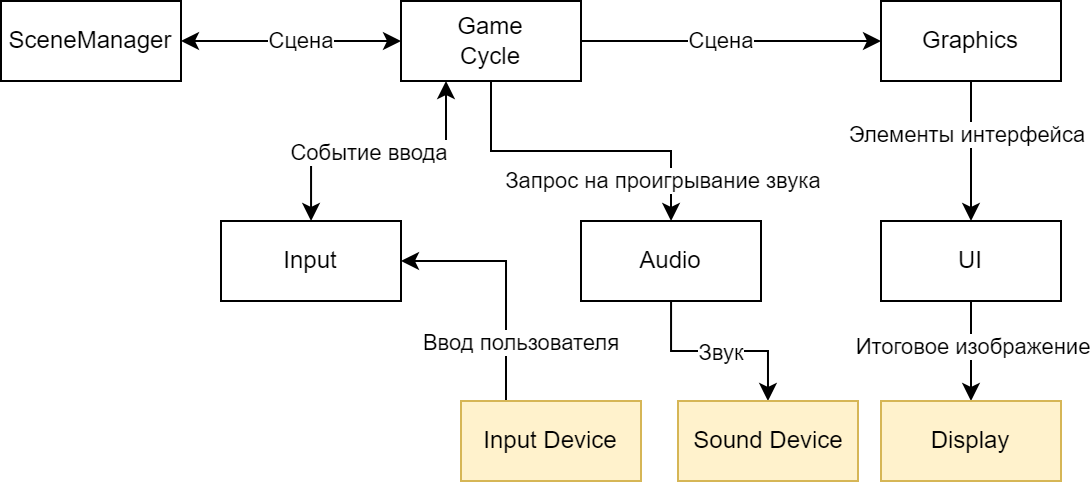 SceneManager
Сцена
Game
Cycle
Сцена
Graphics
Элементы интерфейса
Событие ввода
Запрос на проигрывание звука
Input
Audio
UI
Ввод пользователя
Звук
Итоговое изображение
Input Device
Sound Device
Display